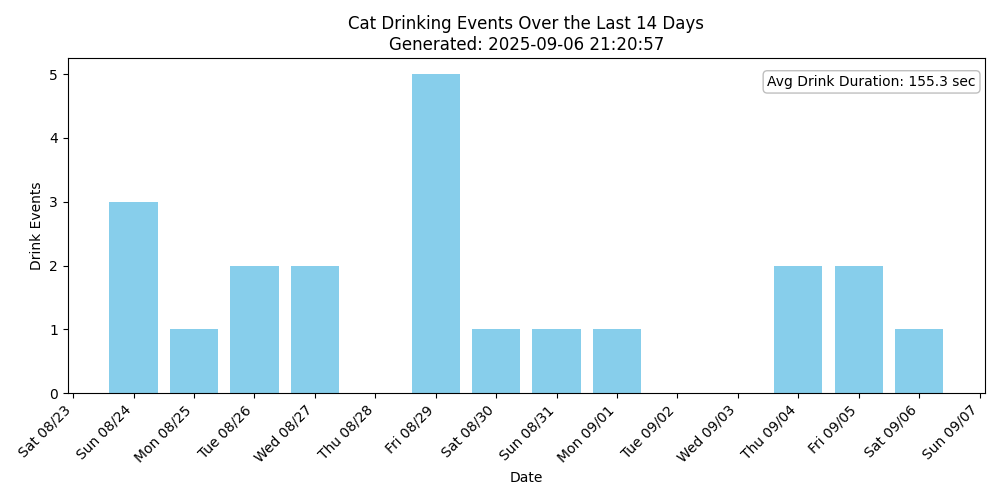 Cat Drinking Events Over the Last 14 Days
Generated: 2025-09-06 21:20:57
Avg Drink Duration: 155.3 sec
Drink Events
5
4
3
2
1
0
Sat 08/23
Sun 08/24
Mon 08/25
Tue 08/26
Wed 08/27
Thu 08/28
Fri 08/29
Sat 08/30
Sun 08/31
Mon 09/01
Tue 09/02
Wed 09/03
Thu 09/04
Fri 09/05
Sat 09/06
Sun 09/07
Date